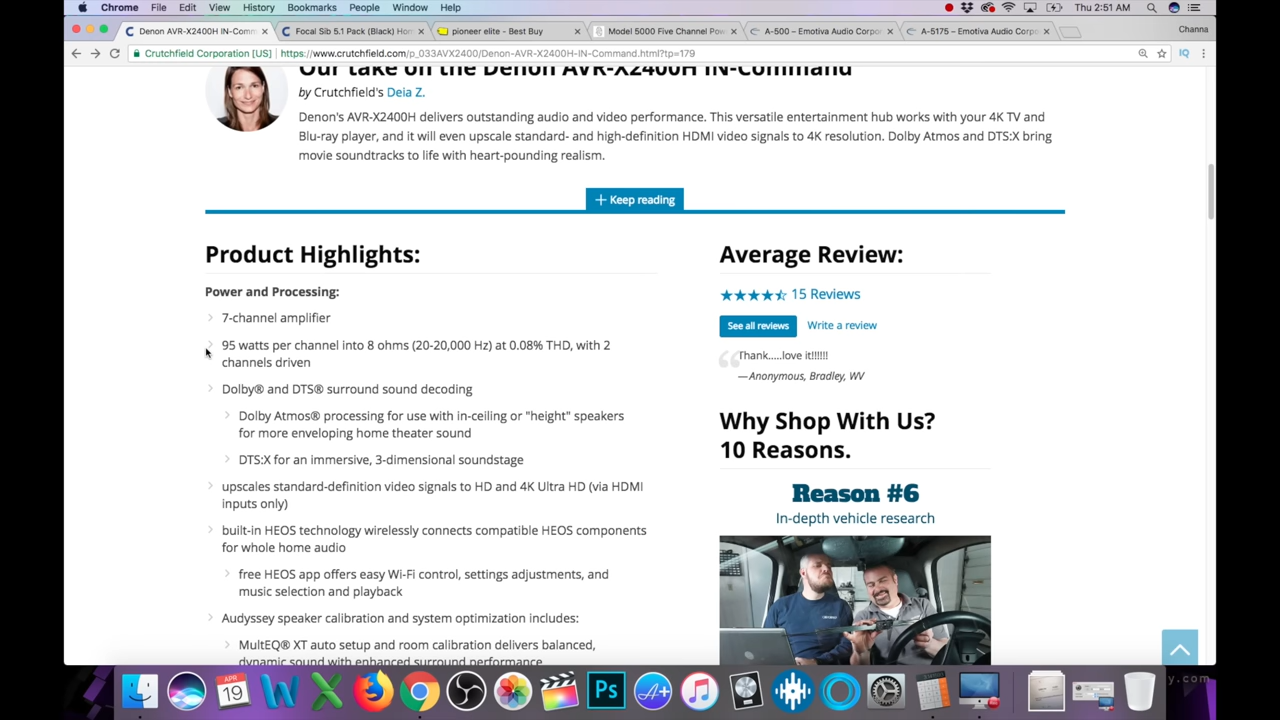 Chrome File Edit View History Bookmarks People Window Help
Thu 2:51 AM
Denon AVR-X2400H IN-Comm
Focal Sib 5.1 Pack (Black) Hom
pioneer elite - Best Buy
Model 5000 Five Channel Pow
A-500 – Emotiva Audio Corpo
A-5175 – Emotiva Audio Corpo
Channa
Crutchfield Corporation [US] https://www.crutchfield.com/p_033AVX2400/Denon-AVR-X2400H-IN-Command.html?tp=179
IQ
Our take on the Denon AVR-X2400H IN-Command
by Crutchfield's Deia Z.
Denon's AVR-X2400H delivers outstanding audio and video performance. This versatile entertainment hub works with your 4K TV and
Blu-ray player, and it will even upscale standard- and high-definition HDMI video signals to 4K resolution. Dolby Atmos and DTS:X bring
movie soundtracks to life with heart-pounding realism.
+ Keep reading
Product Highlights:
Power and Processing:
7-channel amplifier
95 watts per channel into 8 ohms (20-20,000 Hz) at 0.08% THD, with 2
channels driven
Dolby® and DTS® surround sound decoding
Dolby Atmos® processing for use with in-ceiling or "height" speakers
for more enveloping home theater sound
DTS:X for an immersive, 3-dimensional soundstage
upscales standard-definition video signals to HD and 4K Ultra HD (via HDMI
inputs only)
built-in HEOS technology wirelessly connects compatible HEOS components
for whole home audio
free HEOS app offers easy Wi-Fi control, settings adjustments, and
music selection and playback
Audyssey speaker calibration and system optimization includes:
MultEQ® XT auto setup and room calibration delivers balanced,
dynamic sound with enhanced surround performance
Average Review:
15 Reviews
See all reviews Write a review
Thank.....love it!!!!!!
— Anonymous, Bradley, WV
Why Shop With Us?
10 Reasons.
Reason #6
In-depth vehicle research
APR
19
Ps
A+
y.com